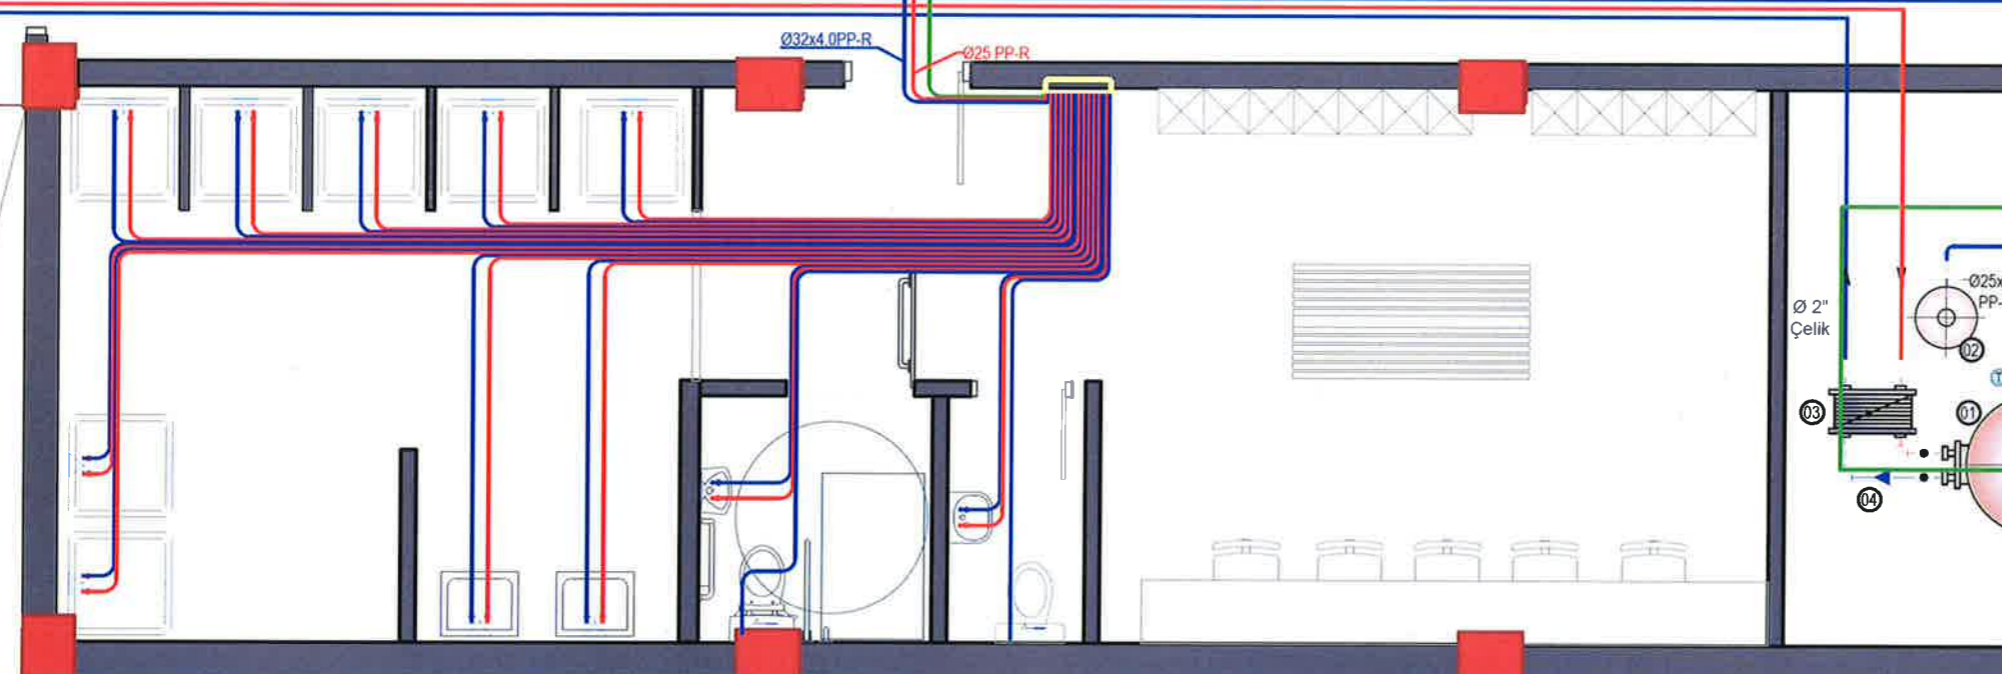 Ø32x4.0PP-R
Ø25 PP-R
Ø25x
PP-
Ø 2"
Çelik
02
03
01
04
T